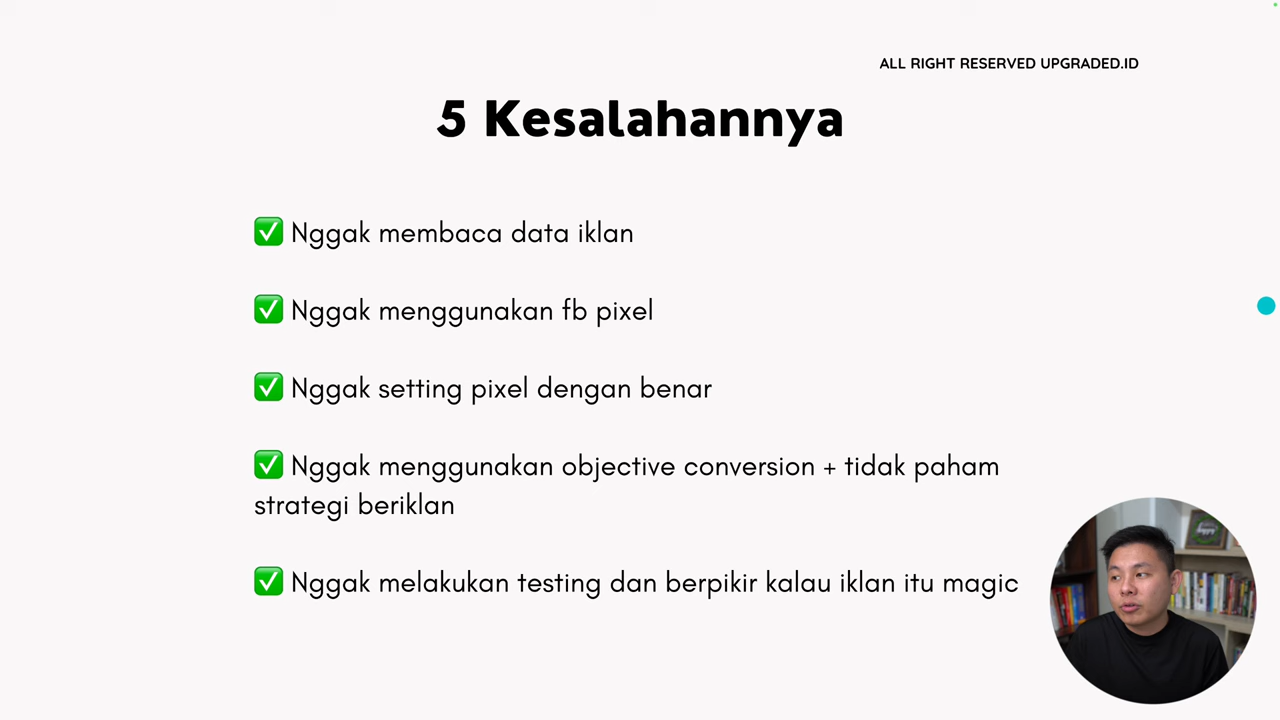 ALL RIGHT RESERVED UPGRADED.ID
5 Kesalahannya
✅ Nggak membaca data iklan
✅ Nggak menggunakan fb pixel
✅ Nggak setting pixel dengan benar
✅ Nggak menggunakan objective conversion + tidak paham
strategi beriklan
✅ Nggak melakukan testing dan berpikir kalau iklan itu magic